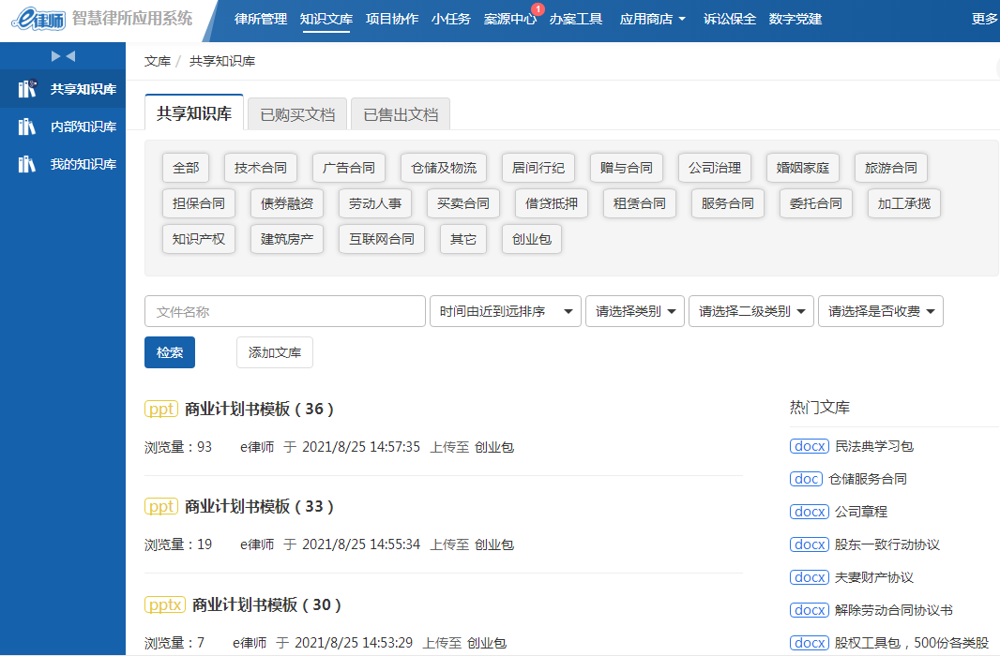 e律师 智慧律所应用系统 律所管理 知识文库 项目协作 小任务 案源中心 1 办案工具 应用商店 诉讼保全 数字党建 更多
文库 / 共享知识库
共享知识库
内部知识库
我的知识库
共享知识库 已购买文档 已售出文档
全部 技术合同 广告合同 仓储及物流 居间行纪 赠与合同 公司治理 婚姻家庭 旅游合同
担保合同 债券融资 劳动人事 买卖合同 借贷抵押 租赁合同 服务合同 委托合同 加工承揽
知识产权 建筑房产 互联网合同 其它 创业包
文件名称 时间由近到远排序 请选择类别 请选择二级类别 请选择是否收费
检索 添加文库
ppt 商业计划书模板 ( 36 )
浏览量：93 e律师 于 2021/8/25 14:57:35 上传至 创业包
ppt 商业计划书模板 ( 33 )
浏览量：19 e律师 于 2021/8/25 14:55:34 上传至 创业包
pptx 商业计划书模板 ( 30 )
浏览量：7 e律师 于 2021/8/25 14:53:29 上传至 创业包
热门文库
docx 民法典学习包
doc 仓储服务合同
docx 公司章程
docx 股东一致行动协议
docx 夫妻财产协议
docx 解除劳动合同协议书
docx 股权工具包，500份各类股